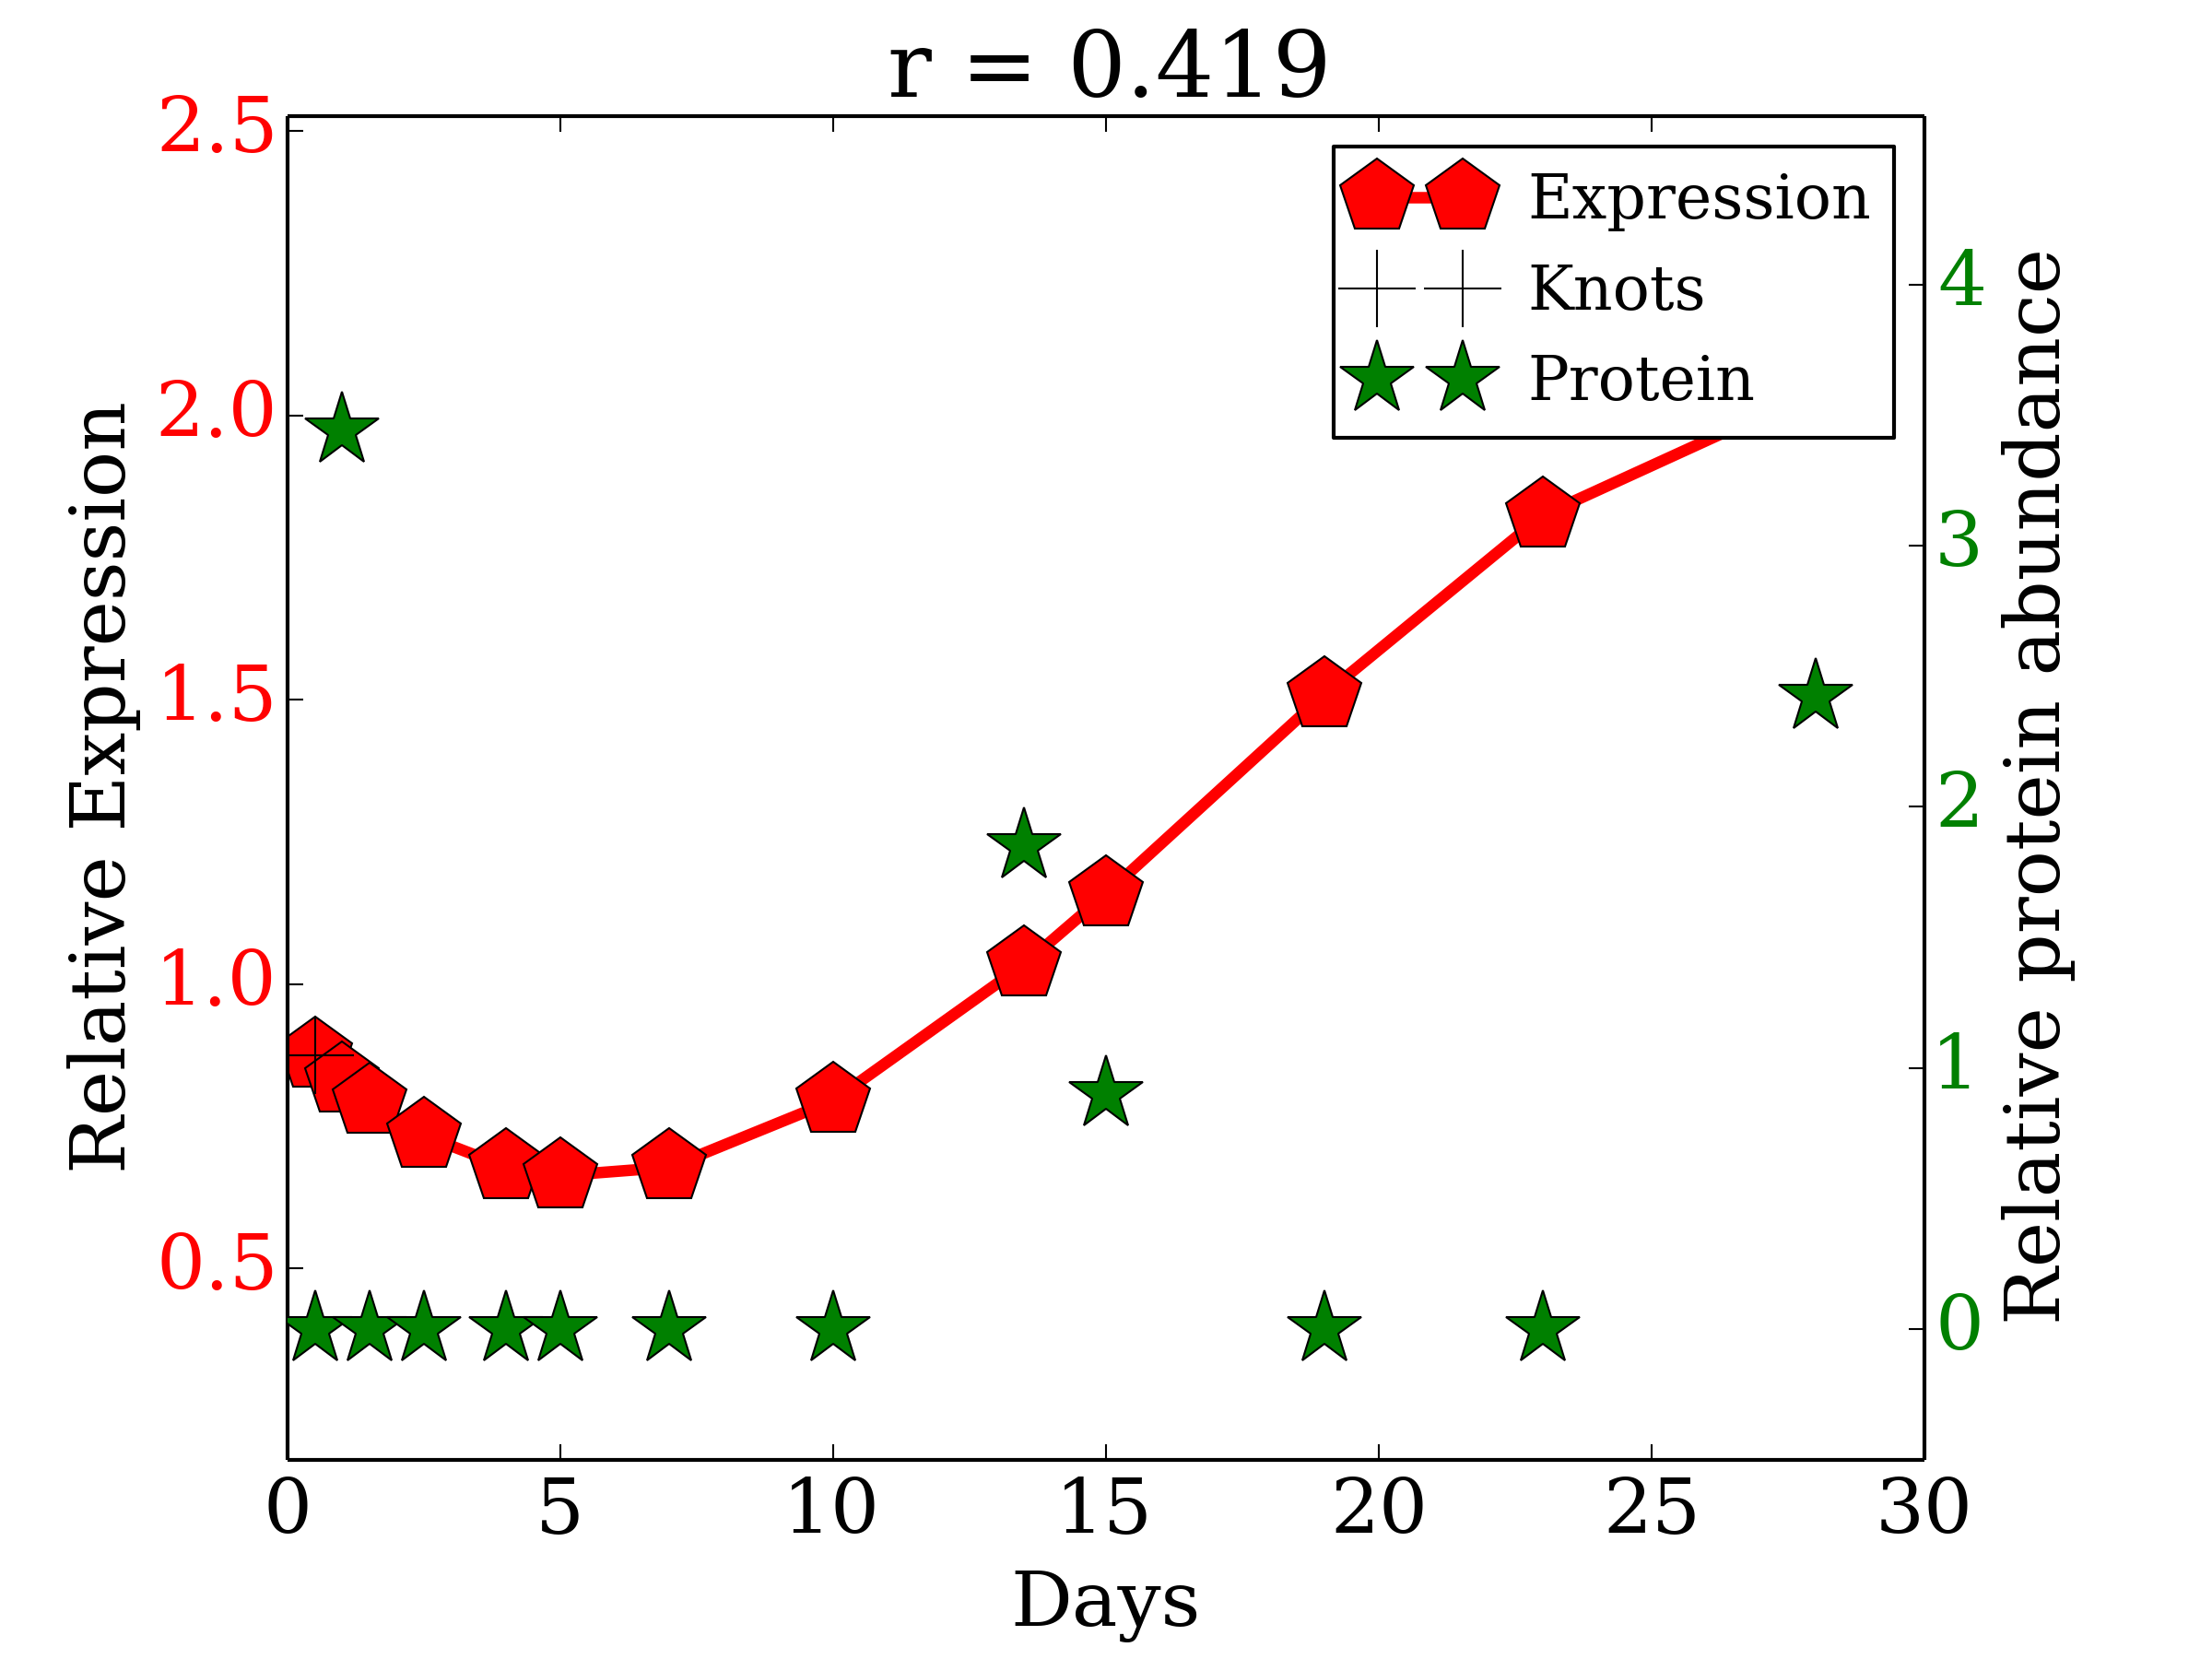 r = 0.419
2.5
2.0
1.5
1.0
0.5
Relative Expression
Expression
Knots
Protein
4
3
2
1
0
Relative protein abundance
0 5 10 15 20 25 30
Days